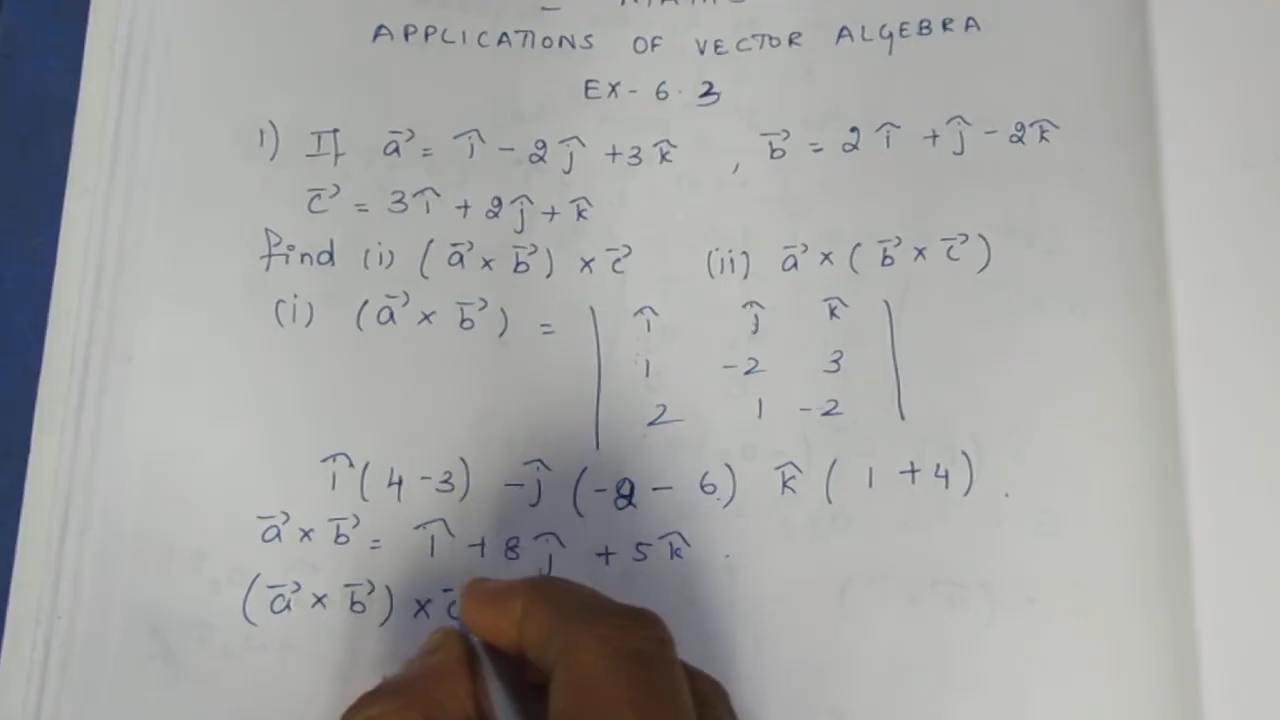 APPLICATIONS OF VECTOR ALGEBRA
EX- 6.3
1) If a⃗ = î - 2ĵ + 3k̂ , b⃗ = 2î + ĵ - 2k̂
c⃗ = 3î + 2ĵ + k̂
find (i) (a⃗ × b⃗) × c⃗ (ii) a⃗ × (b⃗ × c⃗)
(i) (a⃗ × b⃗) = | î ĵ k̂ |
1 -2 3
2 1 -2
î(4-3) -ĵ(-2-6) k̂(1+4).
a⃗ × b⃗ = î + 8ĵ + 5k̂.
(a⃗ × b⃗) × c⃗